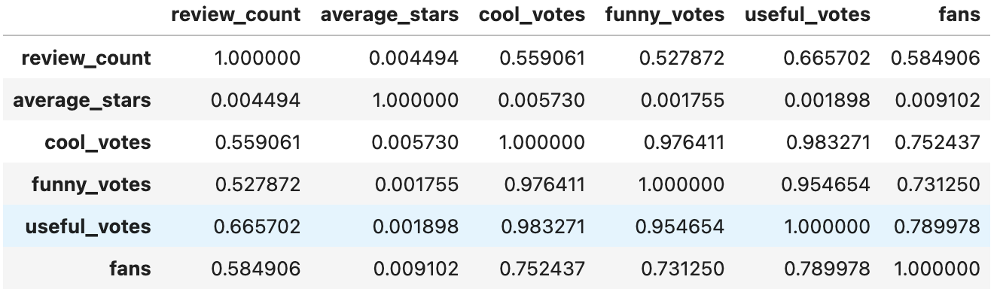 review_count average_stars cool_votes funny_votes useful_votes fans
review_count 1.000000 0.004494 0.559061 0.527872 0.665702 0.584906
average_stars 0.004494 1.000000 0.005730 0.001755 0.001898 0.009102
cool_votes 0.559061 0.005730 1.000000 0.976411 0.983271 0.752437
funny_votes 0.527872 0.001755 0.976411 1.000000 0.954654 0.731250
useful_votes 0.665702 0.001898 0.983271 0.954654 1.000000 0.789978
fans 0.584906 0.009102 0.752437 0.731250 0.789978 1.000000